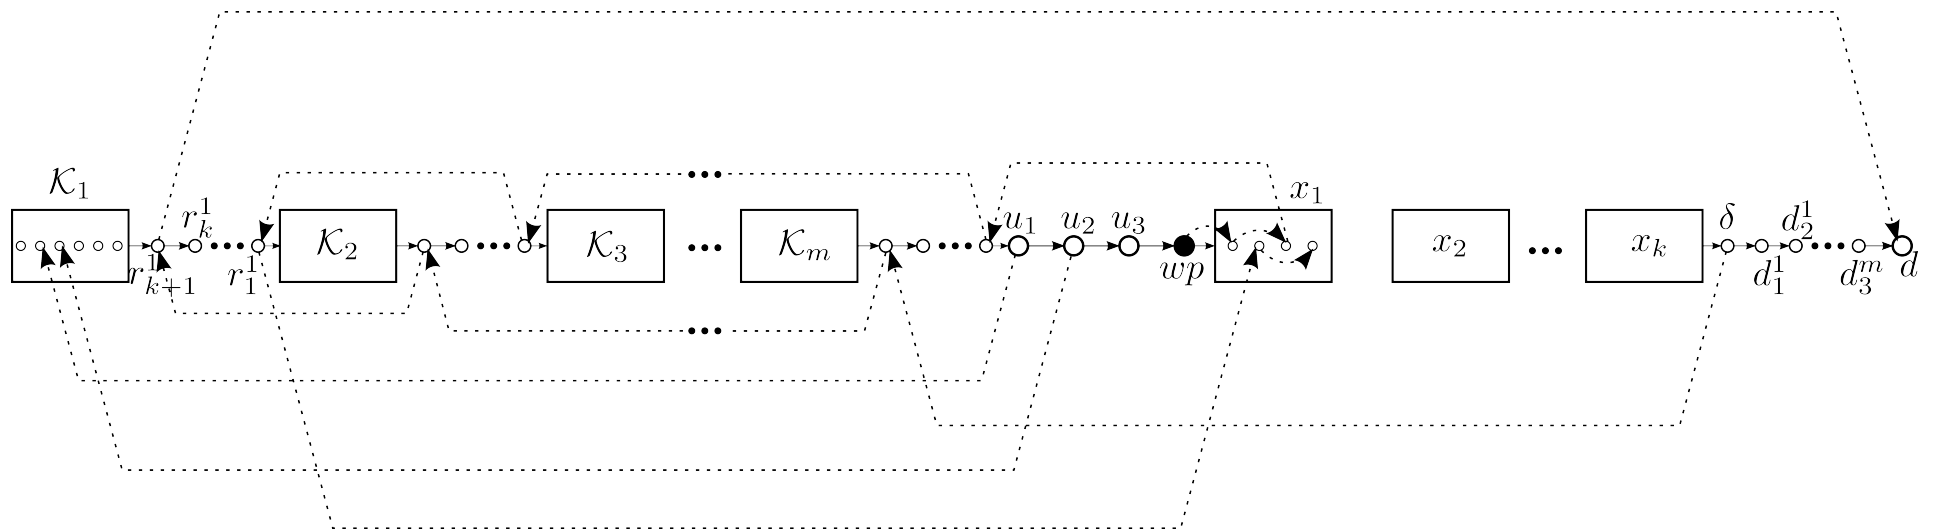 𝒦₁
r¹ₖ₊₁
r¹ₖ
r¹₁
𝒦₂
𝒦₃
𝒦ₘ
u₁
u₂
u₃
wp
x₁
x₂
xₖ
δ
d¹₁
d¹₂
dᵐ₃
d